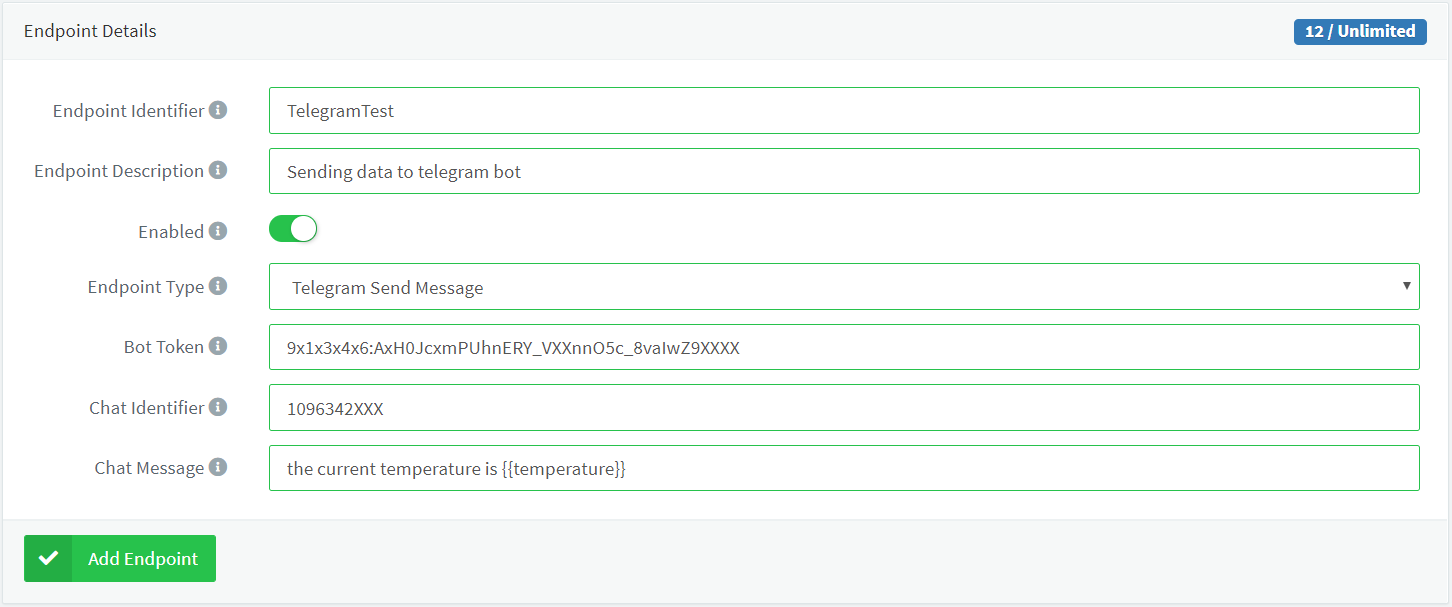 Endpoint Details
12 / Unlimited
Endpoint Identifier
TelegramTest
Endpoint Description
Sending data to telegram bot
Enabled
Endpoint Type
Telegram Send Message
Bot Token
9x1x3x4x6:AxH0JcxmPUhnERY_VXXnnO5c_8vaIwZ9XXXX
Chat Identifier
1096342XXX
Chat Message
the current temperature is {{temperature}}
Add Endpoint